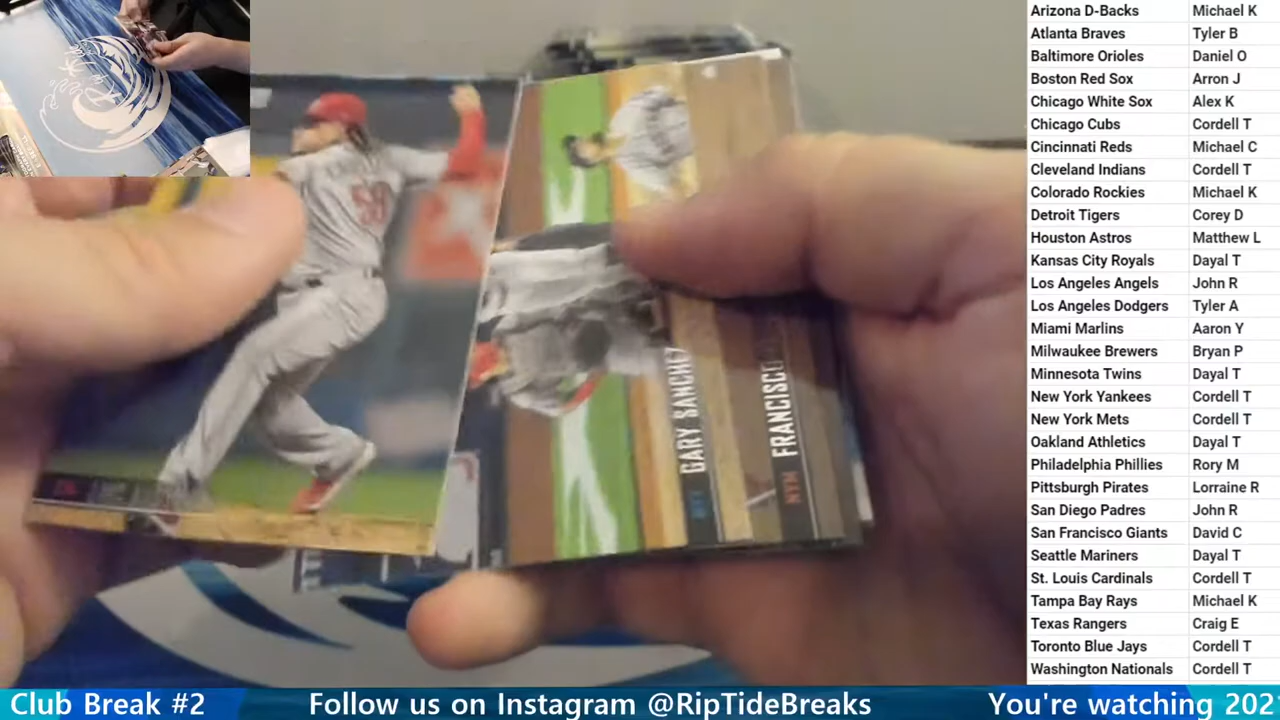 Arizona D-Backs Michael K
Atlanta Braves Tyler B
Baltimore Orioles Daniel O
Boston Red Sox Arron J
Chicago White Sox Alex K
Chicago Cubs Cordell T
Cincinnati Reds Michael C
Cleveland Indians Cordell T
Colorado Rockies Michael K
Detroit Tigers Corey D
Houston Astros Matthew L
Kansas City Royals Dayal T
Los Angeles Angels John R
Los Angeles Dodgers Tyler A
Miami Marlins Aaron Y
Milwaukee Brewers Bryan P
Minnesota Twins Dayal T
New York Yankees Cordell T
New York Mets Cordell T
Oakland Athletics Dayal T
Philadelphia Phillies Rory M
Pittsburgh Pirates Lorraine R
San Diego Padres John R
San Francisco Giants David C
Seattle Mariners Dayal T
St. Louis Cardinals Cordell T
Tampa Bay Rays Michael K
Texas Rangers Craig E
Toronto Blue Jays Cordell T
Washington Nationals Cordell T
GARY SANCHEZ
NYM FRANCISCO
Club Break #2 Follow us on Instagram @RipTideBreaks You're watching 202